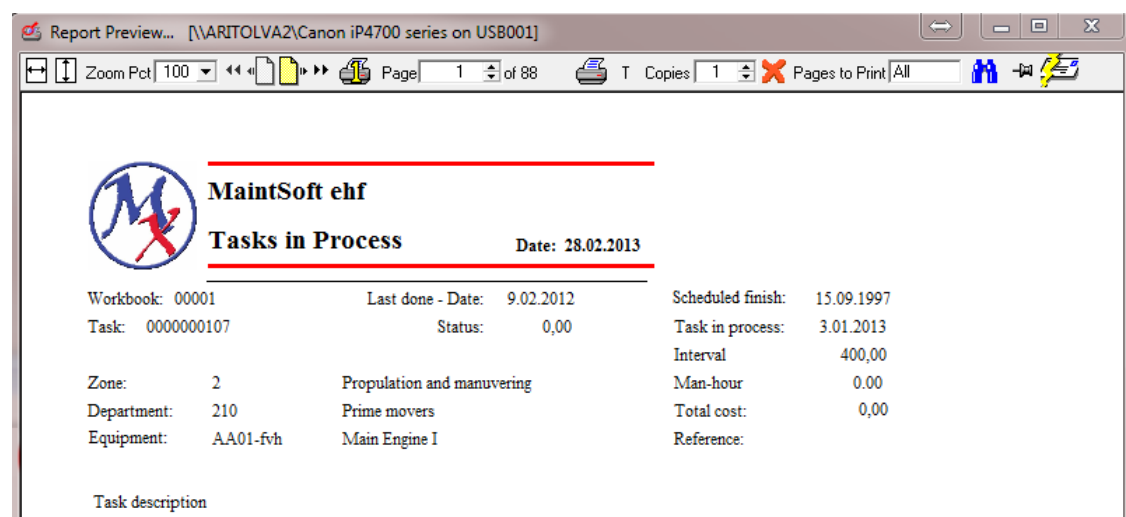 Report Preview... [\\ARITOLVA2\Canon iP4700 series on USB001]
Zoom Pct 100 Page 1 of 88 T Copies 1 Pages to Print All
MaintSoft ehf
Tasks in Process Date: 28.02.2013
Workbook: 00001 Last done - Date: 9.02.2012 Scheduled finish: 15.09.1997
Task: 0000000107 Status: 0,00 Task in process: 3.01.2013
Interval 400,00
Zone: 2 Propulation and manuvering Man-hour 0.00
Department: 210 Prime movers Total cost: 0,00
Equipment: AA01-fvh Main Engine I Reference:
Task description